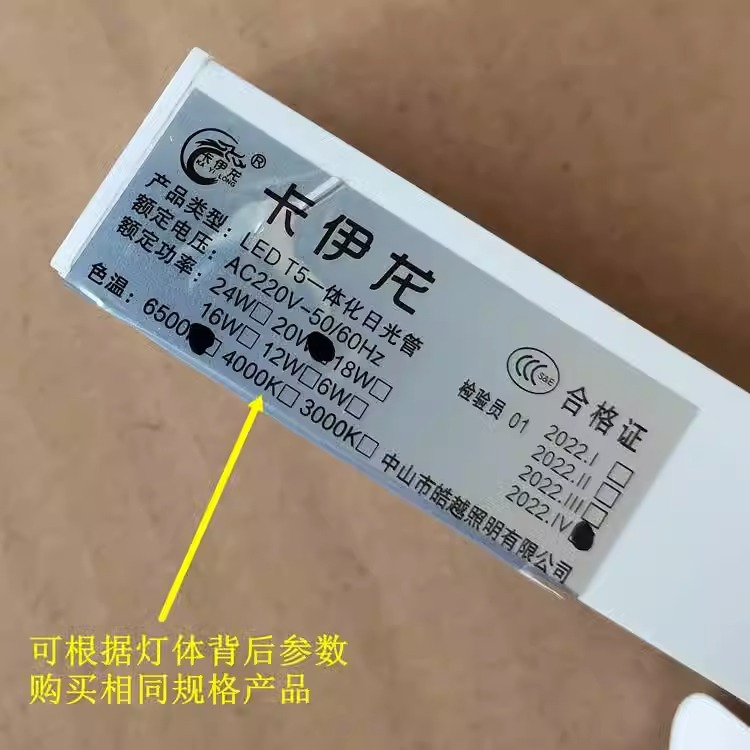 卡伊龙
KA YI LONG
®
卡伊龙
产品类型：LED T5一体化日光管
额定电压：AC220V-50/60Hz
额定功率：24W□ 20W 18W□
16W□ 12W□ 6W□
色温：6500 □ 4000K□ 3000K□
S&E
合格证
检验员 01
2022.I □
2022.II □
2022.III □
2022.IV
中山市皓越照明有限公司
可根据灯体背后参数
购买相同规格产品